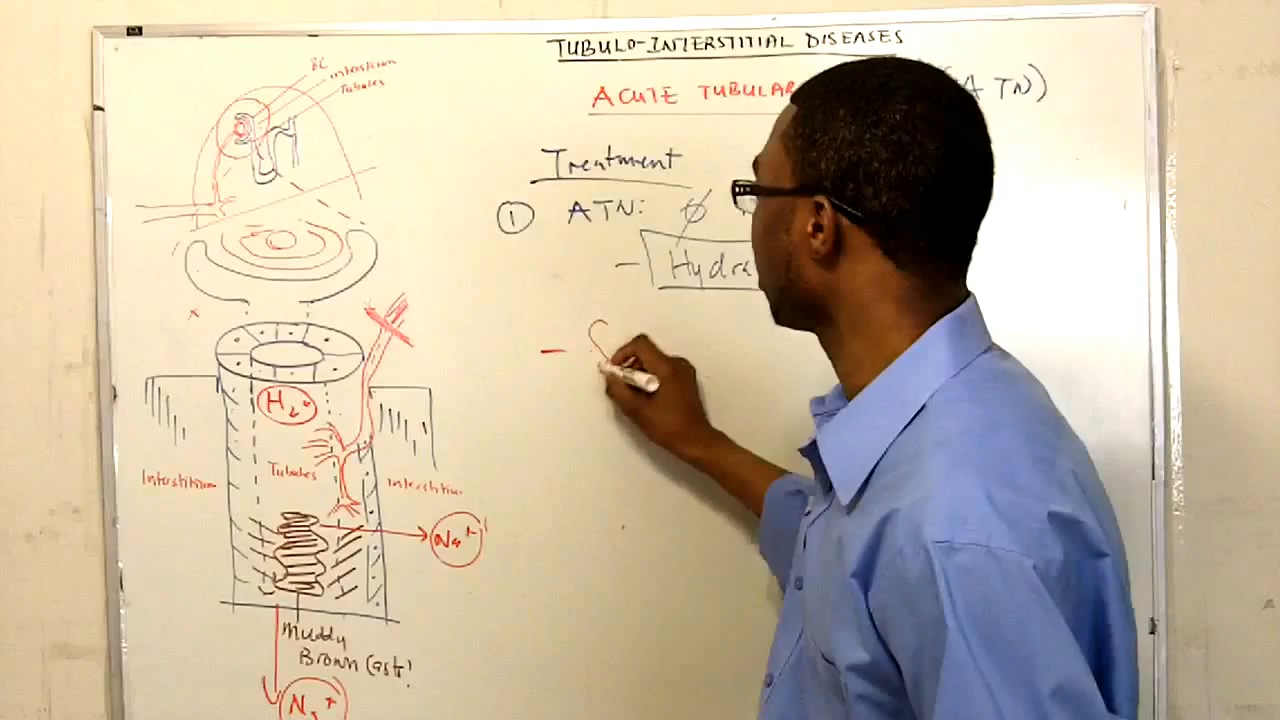 TUBULO-INTERSTITIAL DISEASES
ACUTE TUBULAR ATN)
Treatment
① ATN: Ø
- Hydra
-
BC
interstitium
Tubules
x
H₂O
Tubules
Interstitium
Interstitium
Na⁺
Muddy
Brown Cast!
Na⁺